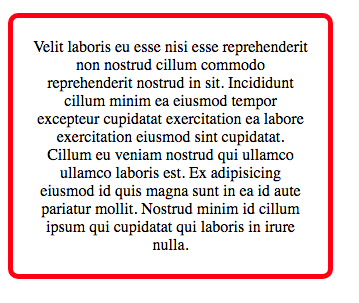 Velit laboris eu esse nisi esse reprehenderit
non nostrud cillum commodo
reprehenderit nostrud in sit. Incididunt
cillum minim ea eiusmod tempor
excepteur cupidatat exercitation ea labore
exercitation eiusmod sint cupidatat.
Cillum eu veniam nostrud qui ullamco
ullamco laboris est. Ex adipisicing
eiusmod id quis magna sunt in ea id aute
pariatur mollit. Nostrud minim id cillum
ipsum qui cupidatat qui laboris in irure
nulla.